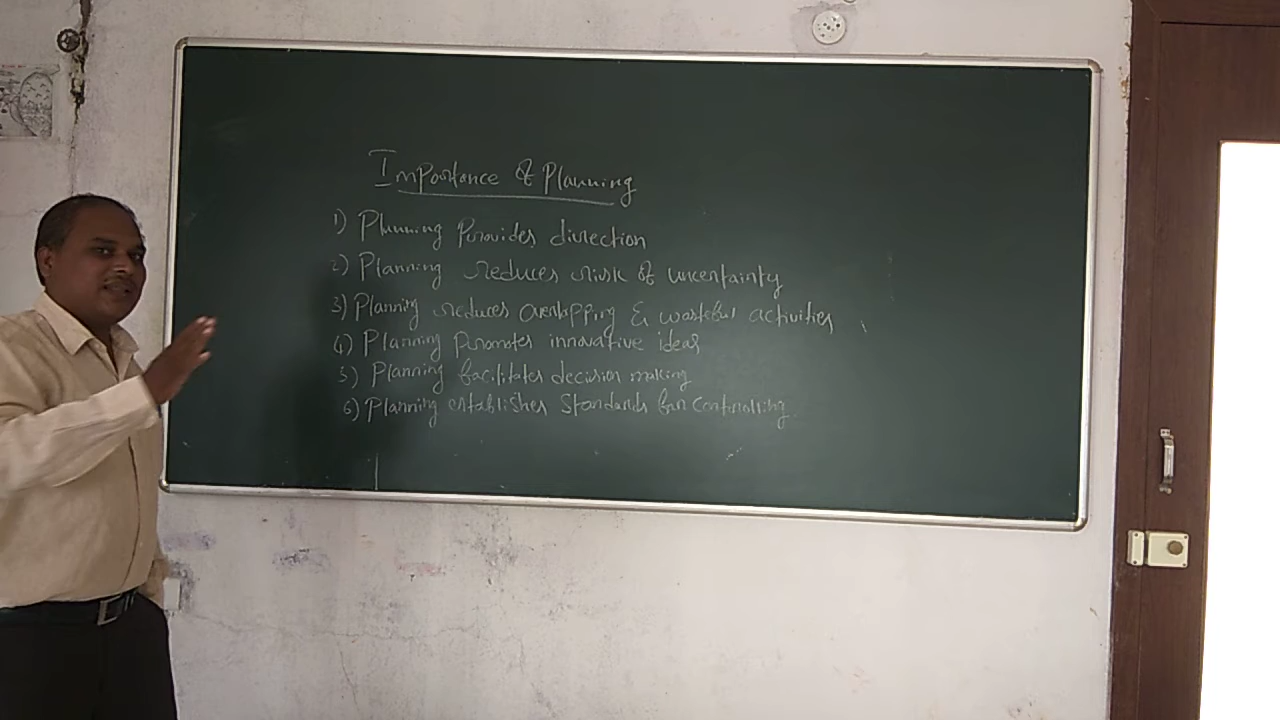 Importance of Planning
1) Planning Provides direction
2) Planning reduces risk of uncertainty
3) Planning reduces overlapping & wasteful activities
4) Planning Promotes innovative ideas
5) Planning facilitates decision making
6) Planning establishes Standards for Controlling